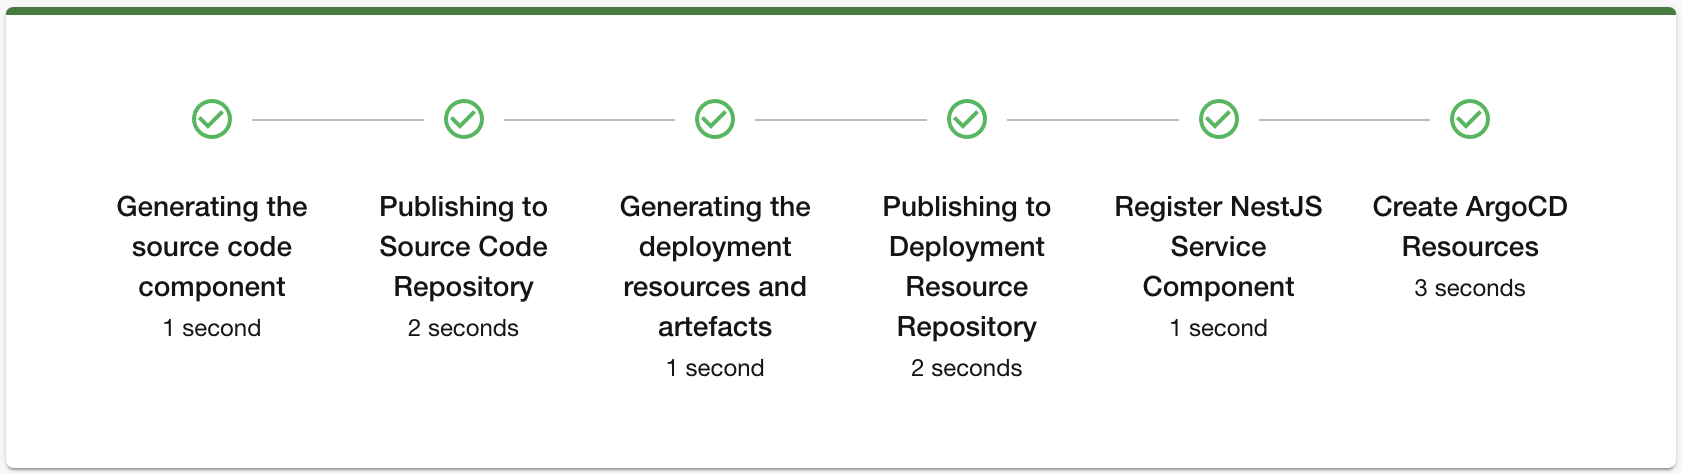 Generating the
source code
component
1 second
Publishing to
Source Code
Repository
2 seconds
Generating the
deployment
resources and
artefacts
1 second
Publishing to
Deployment
Resource
Repository
2 seconds
Register NestJS
Service
Component
1 second
Create ArgoCD
Resources
3 seconds